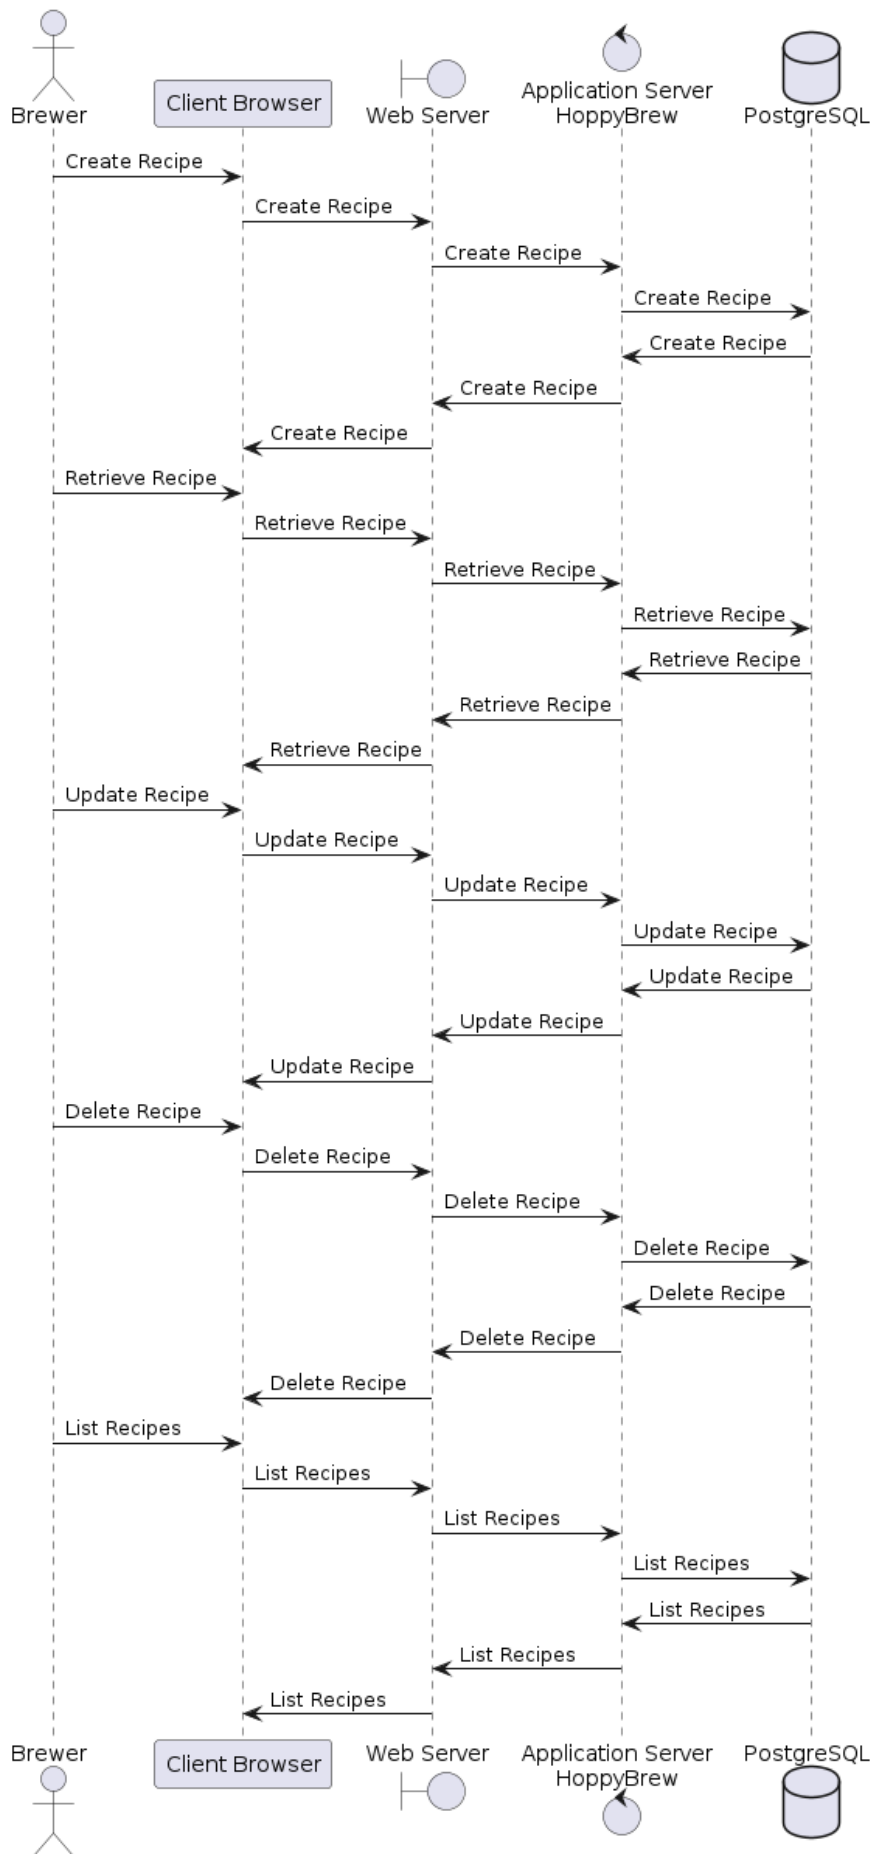 Brewer
Client Browser
Web Server
Application Server
HoppyBrew
PostgreSQL
Create Recipe
Create Recipe
Create Recipe
Create Recipe
Create Recipe
Create Recipe
Create Recipe
Retrieve Recipe
Retrieve Recipe
Retrieve Recipe
Retrieve Recipe
Retrieve Recipe
Retrieve Recipe
Retrieve Recipe
Update Recipe
Update Recipe
Update Recipe
Update Recipe
Update Recipe
Update Recipe
Update Recipe
Delete Recipe
Delete Recipe
Delete Recipe
Delete Recipe
Delete Recipe
Delete Recipe
Delete Recipe
List Recipes
List Recipes
List Recipes
List Recipes
List Recipes
List Recipes
List Recipes
Brewer
Client Browser
Web Server
Application Server
HoppyBrew
PostgreSQL